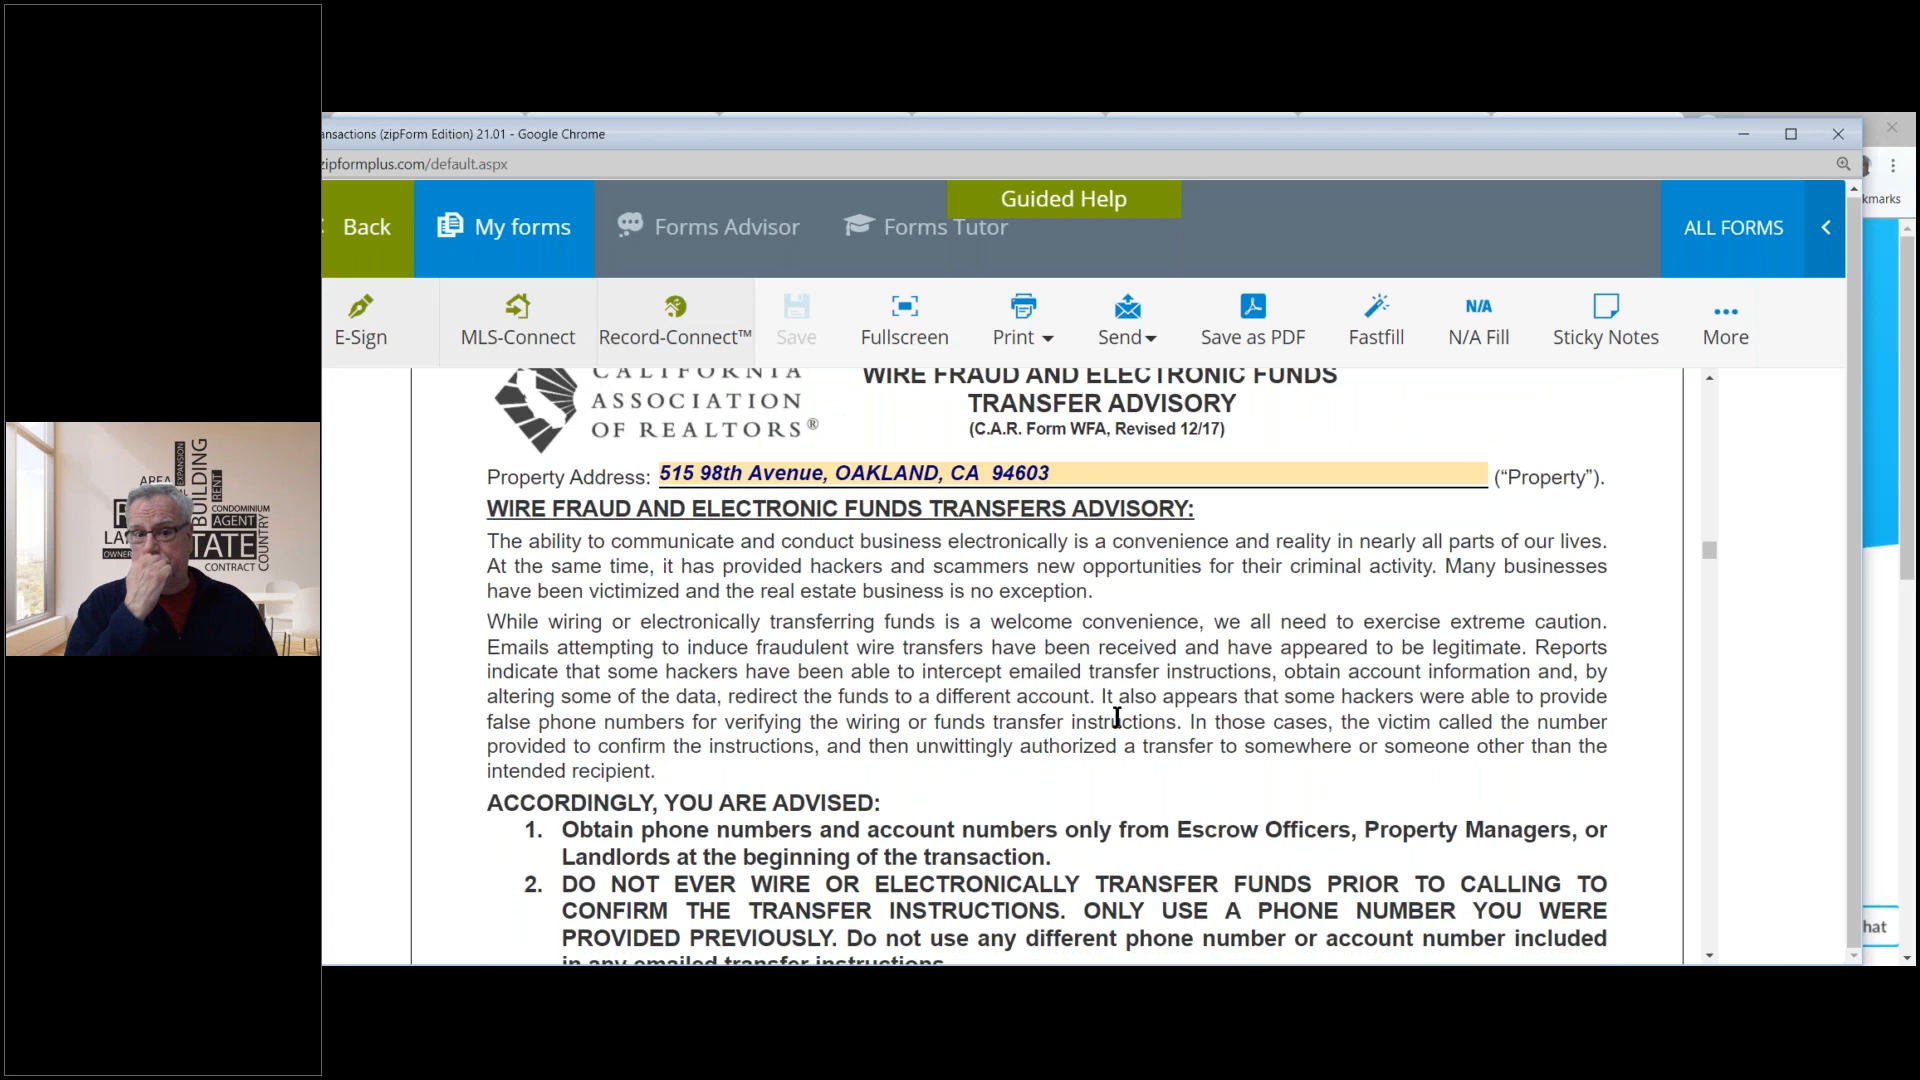 ansactions (zipForm Edition) 21.01 - Google Chrome
zipformplus.com/default.aspx
kmarks
Back
My forms
Forms Advisor
Forms Tutor
Guided Help
ALL FORMS
E-Sign
MLS-Connect
Record-Connect™
Save
Fullscreen
Print
Send
Save as PDF
Fastfill
N/A
N/A Fill
Sticky Notes
More
CALIFORNIA
ASSOCIATION
OF REALTORS®
WIRE FRAUD AND ELECTRONIC FUNDS
TRANSFER ADVISORY
(C.A.R. Form WFA, Revised 12/17)
Property Address: 515 98th Avenue, OAKLAND, CA 94603 (“Property”).
WIRE FRAUD AND ELECTRONIC FUNDS TRANSFERS ADVISORY:
The ability to communicate and conduct business electronically is a convenience and reality in nearly all parts of our lives.
At the same time, it has provided hackers and scammers new opportunities for their criminal activity. Many businesses
have been victimized and the real estate business is no exception.
While wiring or electronically transferring funds is a welcome convenience, we all need to exercise extreme caution.
Emails attempting to induce fraudulent wire transfers have been received and have appeared to be legitimate. Reports
indicate that some hackers have been able to intercept emailed transfer instructions, obtain account information and, by
altering some of the data, redirect the funds to a different account. It also appears that some hackers were able to provide
false phone numbers for verifying the wiring or funds transfer instructions. In those cases, the victim called the number
provided to confirm the instructions, and then unwittingly authorized a transfer to somewhere or someone other than the
intended recipient.
ACCORDINGLY, YOU ARE ADVISED:
1. Obtain phone numbers and account numbers only from Escrow Officers, Property Managers, or
Landlords at the beginning of the transaction.
2. DO NOT EVER WIRE OR ELECTRONICALLY TRANSFER FUNDS PRIOR TO CALLING TO
CONFIRM THE TRANSFER INSTRUCTIONS. ONLY USE A PHONE NUMBER YOU WERE
PROVIDED PREVIOUSLY. Do not use any different phone number or account number included
in any emailed transfer instructions.
hat
AREA
EXPANSION
BUILDING
RENT
CONDOMINIUM
AGENT
TATE
COUNTRY
CONTRACT